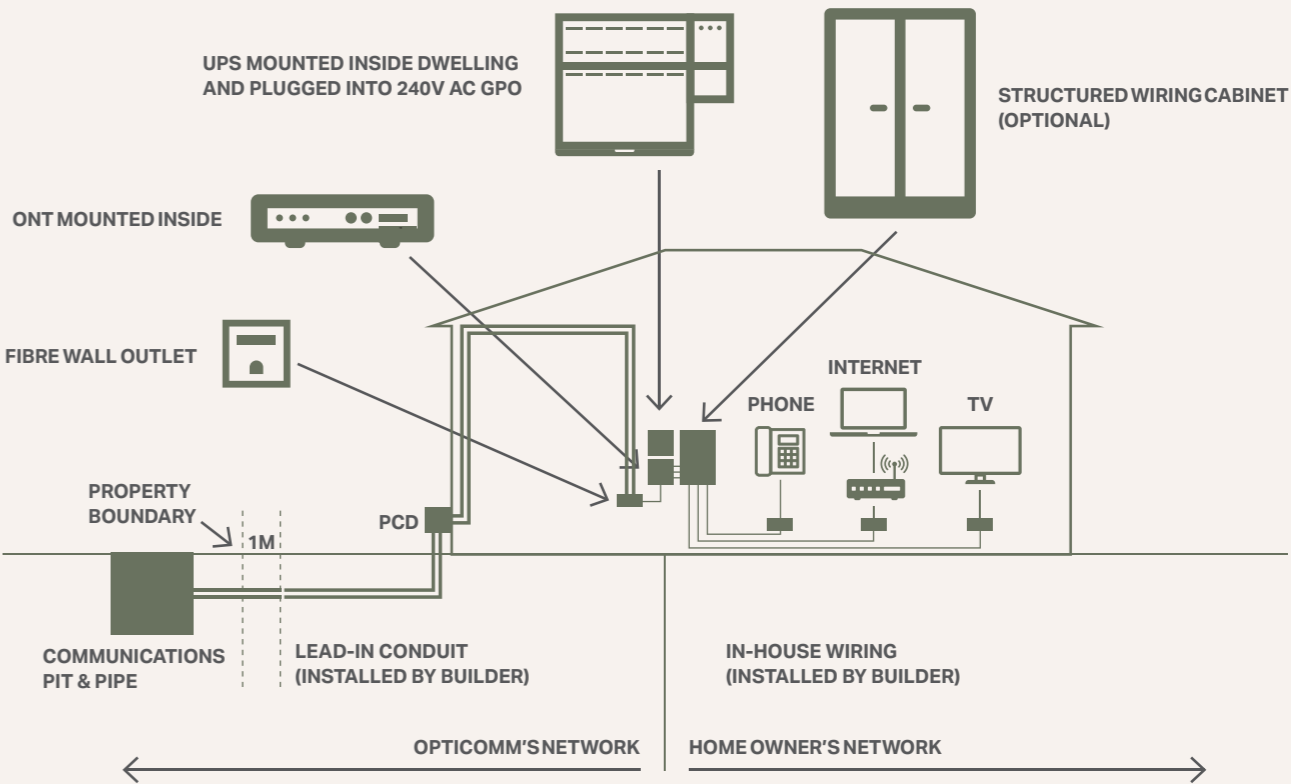 UPS MOUNTED INSIDE DWELLING
AND PLUGGED INTO 240V AC GPO
STRUCTURED WIRING CABINET
(OPTIONAL)
ONT MOUNTED INSIDE
FIBRE WALL OUTLET
INTERNET
PHONE
TV
PROPERTY
BOUNDARY
1M
PCD
COMMUNICATIONS
PIT & PIPE
LEAD-IN CONDUIT
(INSTALLED BY BUILDER)
IN-HOUSE WIRING
(INSTALLED BY BUILDER)
OPTICOMM'S NETWORK
HOME OWNER'S NETWORK